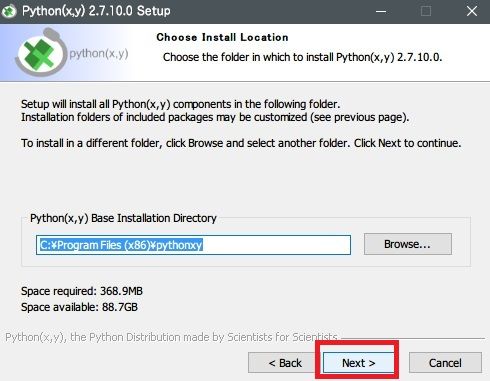 Python(x,y) 2.7.10.0 Setup
python(x,y)
Choose Install Location
Choose the folder in which to install Python(x,y) 2.7.10.0.
Setup will install all Python(x,y) components in the following folder.
Installation folders of included packages may be customized (see previous page).
To install in a different folder, click Browse and select another folder. Click Next to continue.
Python(x,y) Base Installation Directory
C:¥Program Files (x86)¥pythonxy
Browse...
Space required: 368.9MB
Space available: 88.7GB
Python(x,y), the Python Distribution made by Scientists for Scientists
< Back
Next >
Cancel